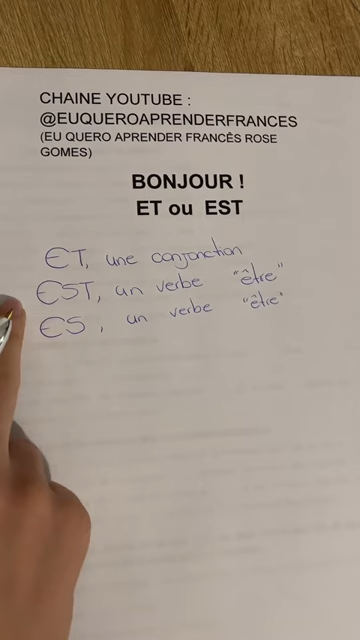 CHAINE YOUTUBE :
@EUQUEROAPRENDERFRANCES
(EU QUERO APRENDER FRANCÊS ROSE
GOMES)
BONJOUR !
ET ou EST
ET, une conjonction
EST, un verbe "être"
ES, un verbe "être"